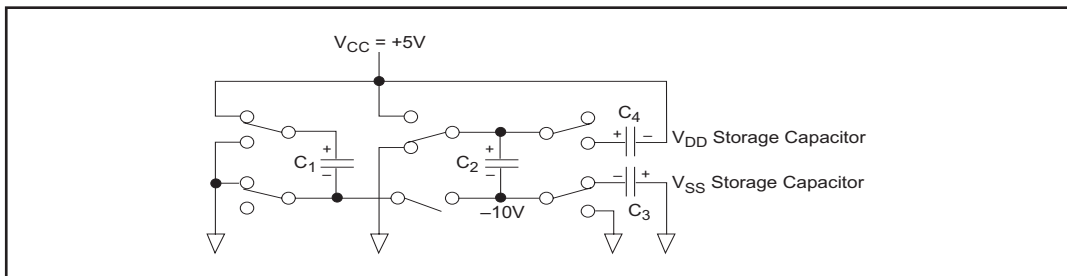 V_CC = +5V
C_4
+ −
V_DD Storage Capacitor
+
C_1
−
+
C_2
−
− +
V_SS Storage Capacitor
C_3
−10V